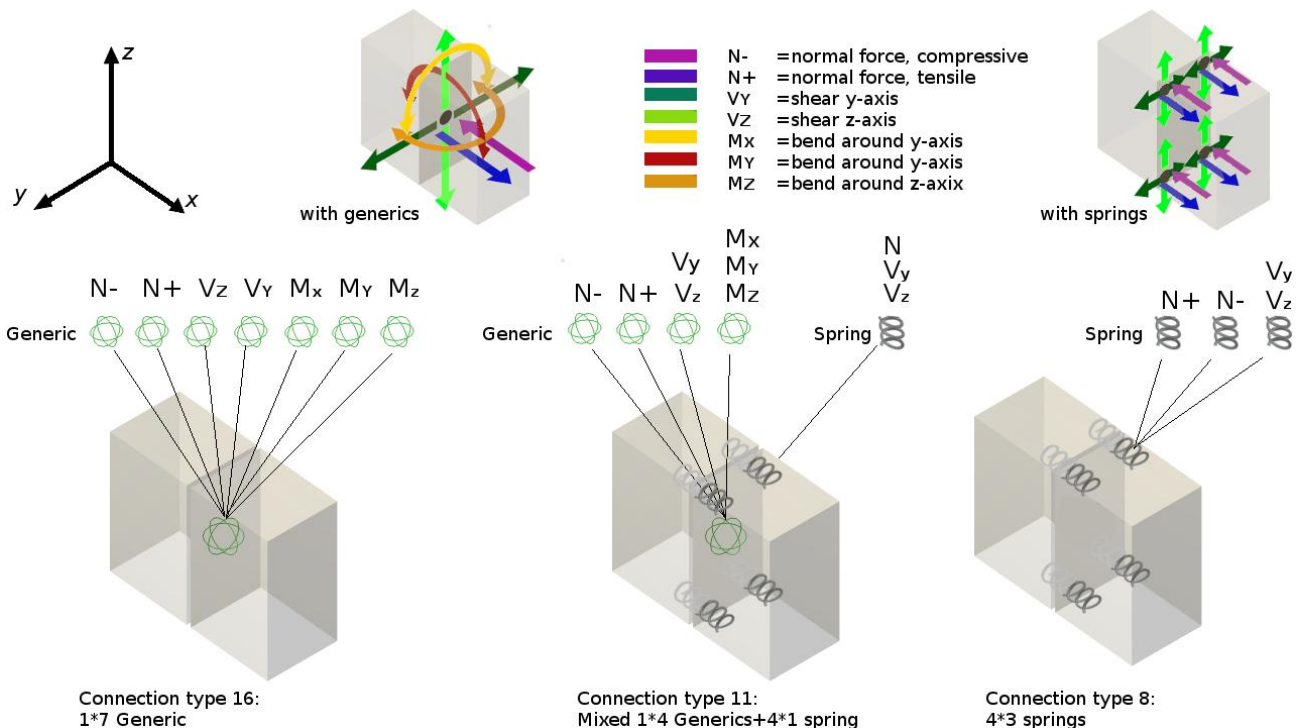 z
y
x
with generics
N- =normal force, compressive
N+ =normal force, tensile
VY =shear y-axis
VZ =shear z-axis
Mx =bend around y-axis
MY =bend around y-axis
MZ =bend around z-axix
with springs
Generic
N- N+ VZ VY Mx MY Mz
Generic
N- N+
Vy
Vz
Mx
MY
MZ
Spring
N
Vy
Vz
Spring
N+ N-
Vy
Vz
Connection type 16:
1*7 Generic
Connection type 11:
Mixed 1*4 Generics+4*1 spring
Connection type 8:
4*3 springs